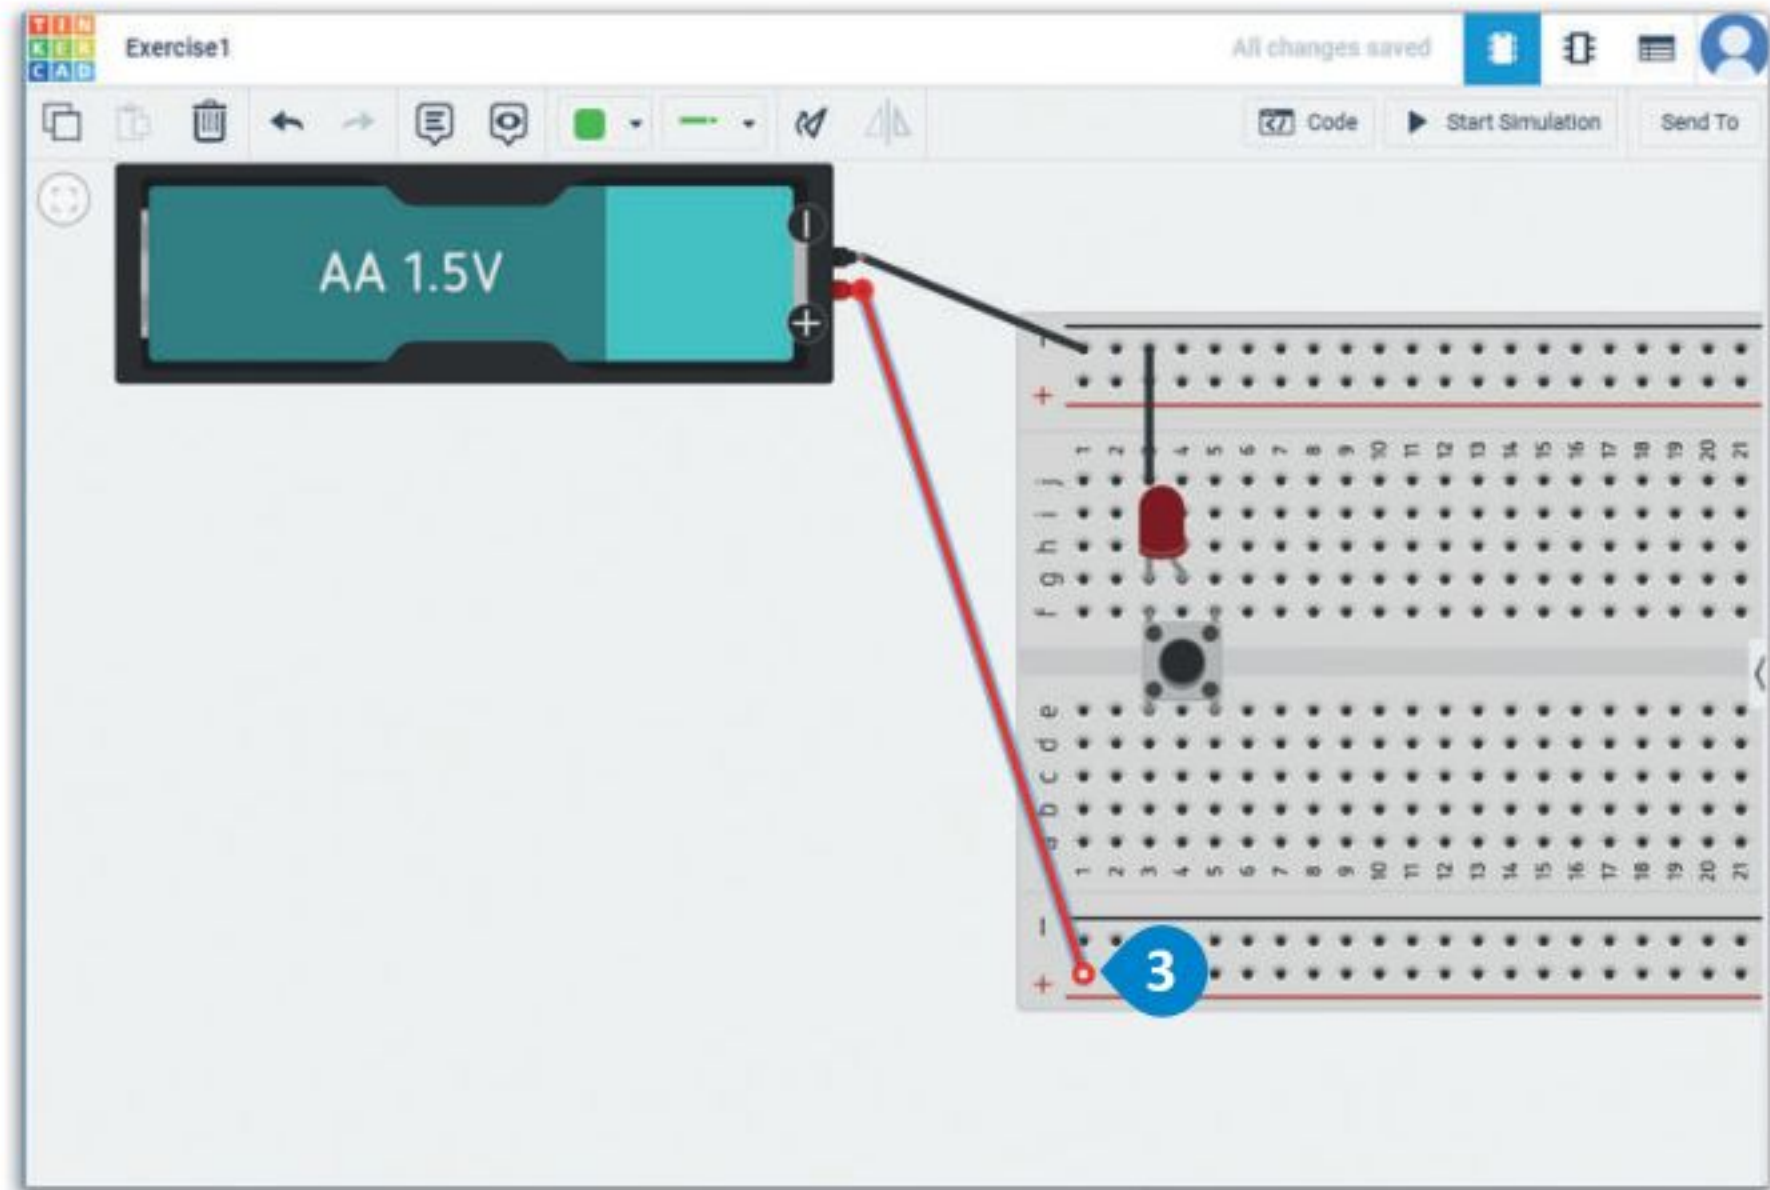 TIN
KER
CAD
Exercise1
All changes saved
Code
Start Simulation
Send To
AA 1.5V
-
+
1 2 3 4 5 6 7 8 9 10 11 12 13 14 15 16 17 18 19 20 21
j
i
h
g
f
e
d
c
b
a
1 2 3 4 5 6 7 8 9 10 11 12 13 14 15 16 17 18 19 20 21
-
+
3